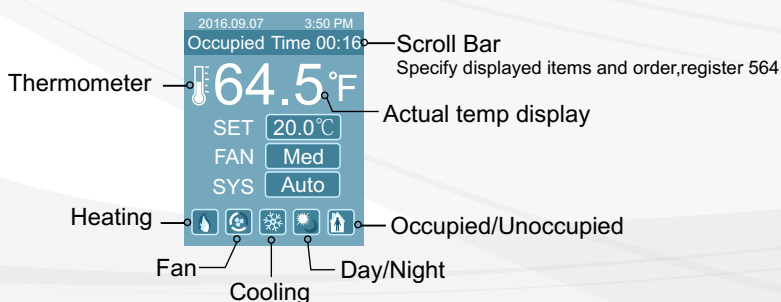 2016.09.07 3:50 PM
Occupied Time 00:16
Scroll Bar
Specify displayed items and order,register 564
Thermometer
64.5°F
Actual temp display
SET 20.0℃
FAN Med
SYS Auto
Heating
Occupied/Unoccupied
Fan
Day/Night
Cooling